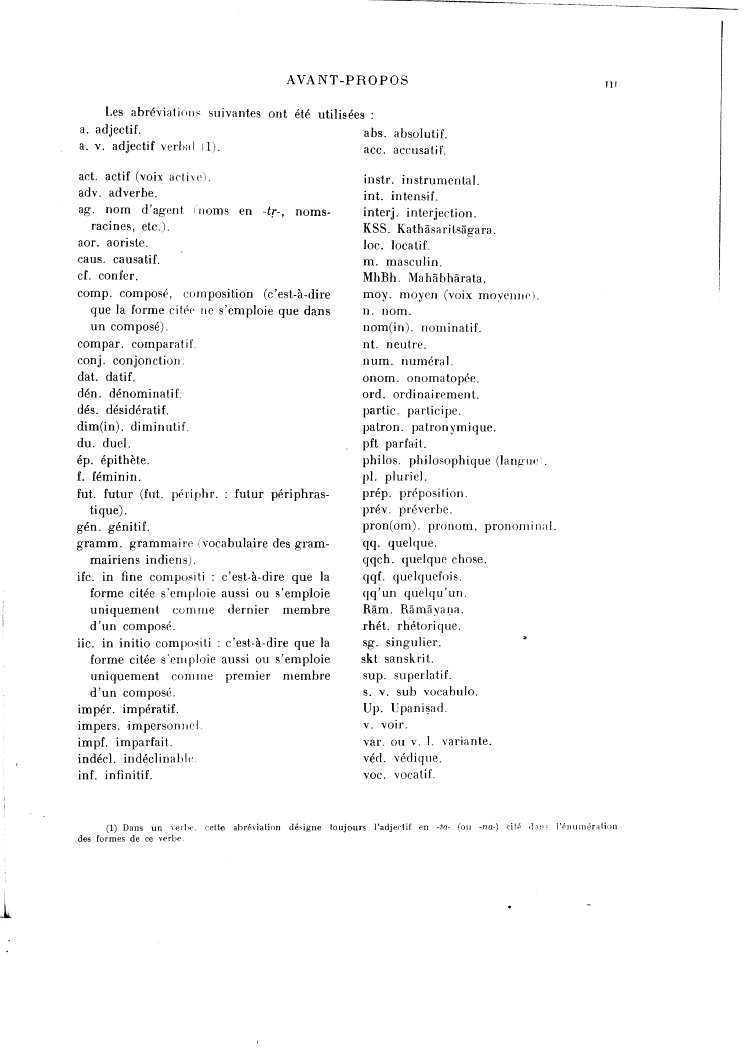 AVANT-PROPOS
III
Les abréviations suivantes ont été utilisées :
a. adjectif.
a. v. adjectif verbal (1).
act. actif (voix active).
adv. adverbe.
ag. nom d'agent (noms en -tṛ-, noms-
racines, etc.).
aor. aoriste.
caus. causatif.
cf. confer.
comp. composé, composition (c'est-à-dire
que la forme citée ne s'emploie que dans
un composé).
compar. comparatif.
conj. conjonction.
dat. datif.
dén. dénominatif.
dés. désidératif.
dim(in). diminutif.
du. duel.
ép. épithète.
f. féminin.
fut. futur (fut. périphr. : futur périphras-
tique).
gén. génitif.
gramm. grammaire (vocabulaire des gram-
mairiens indiens).
ifc. in fine compositi : c'est-à-dire que la
forme citée s'emploie aussi ou s'emploie
uniquement comme dernier membre
d'un composé.
iic. in initio compositi : c'est-à-dire que la
forme citée s'emploie aussi ou s'emploie
uniquement comme premier membre
d'un composé.
impér. impératif.
impers. impersonnel.
impf. imparfait.
indécl. indéclinable.
inf. infinitif.
abs. absolutif.
acc. accusatif.
instr. instrumental.
int. intensif.
interj. interjection.
KSS. Kathāsaritsāgara.
loc. locatif.
m. masculin.
MhBh. Mahābhārata.
moy. moyen (voix moyenne).
n. nom.
nom(in). nominatif.
nt. neutre.
num. numéral.
onom. onomatopée.
ord. ordinairement.
partic. participe.
patron. patronymique.
pft parfait.
philos. philosophique (langue).
pl. pluriel.
prép. préposition.
prév. préverbe.
pron(om). pronom, pronominal.
qq. quelque.
qqch. quelque chose.
qqf. quelquefois.
qq'un quelqu'un.
Rām. Rāmāyaṇa.
rhét. rhétorique.
sg. singulier.
skt sanskrit.
sup. superlatif.
s. v. sub vocabulo.
Up. Upaniṣad.
v. voir.
var. ou v. l. variante.
véd. védique.
voc. vocatif.
(1) Dans un verbe, cette abréviation désigne toujours l'adjectif en -ta- (ou -na-) cité dans l'énumération
des formes de ce verbe.